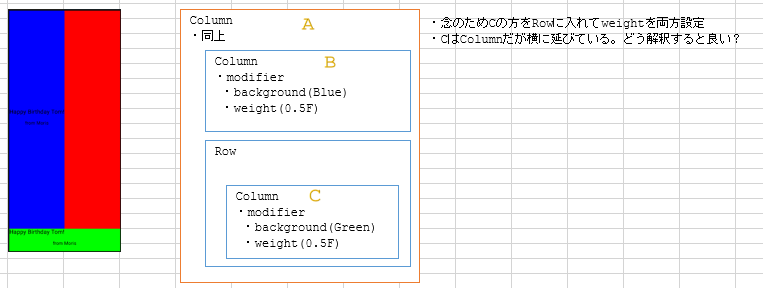 Happy Birthday Tom!
from Maria
Happy Birthday Tom!
from Maria
Column
A
・同上
Column
B
・modifier
・background(Blue)
・weight(0.5F)
Row
Column
C
・modifier
・background(Green)
・weight(0.5F)
・念のためCの方をRowに入れてweightを両方設定
・CはColumnだが横に延びている。どう解釈すると良い？